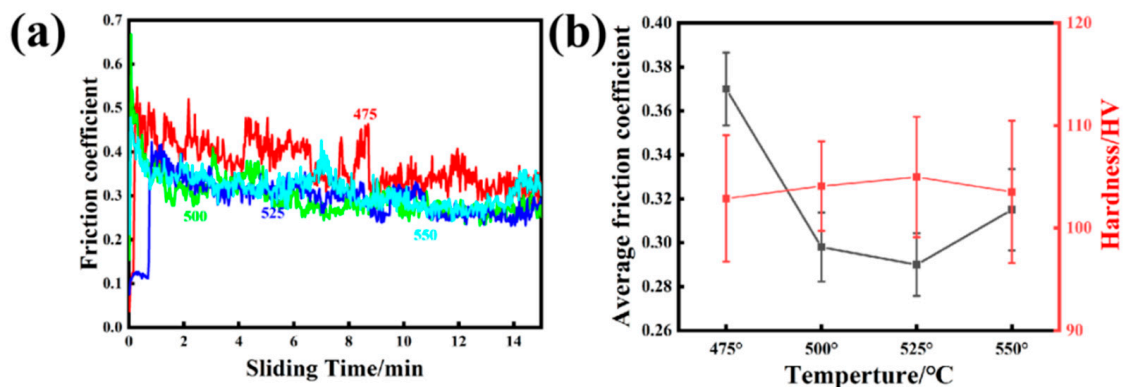 (a)
Friction coefficient
0.7
0.6
0.5
0.4
0.3
0.2
0.1
0.0
475
500
525
550
0 2 4 6 8 10 12 14
Sliding Time/min
(b)
Average friction coefficient
0.40
0.38
0.36
0.34
0.32
0.30
0.28
0.26
120
110
100
90
Hardness/HV
475° 500° 525° 550°
Temperture/°C